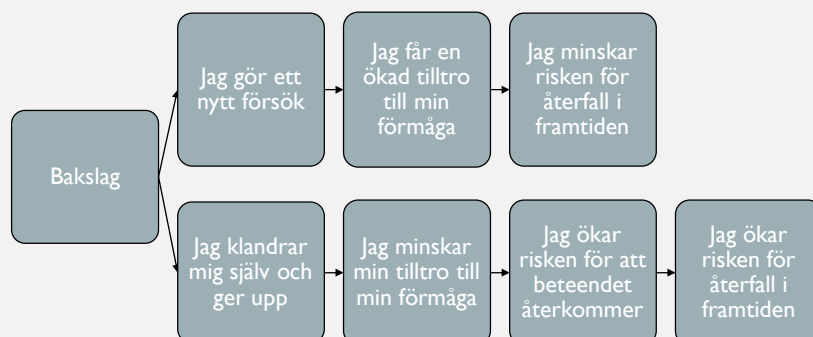 Bakslag
Jag gör ett
nytt försök
Jag får en
ökad tilltro
till min
förmåga
Jag minskar
risken för
återfall i
framtiden
Jag klandrar
mig själv och
ger upp
Jag minskar
min tilltro till
min förmåga
Jag ökar
risken för att
beteendet
återkommer
Jag ökar
risken för
återfall i
framtiden